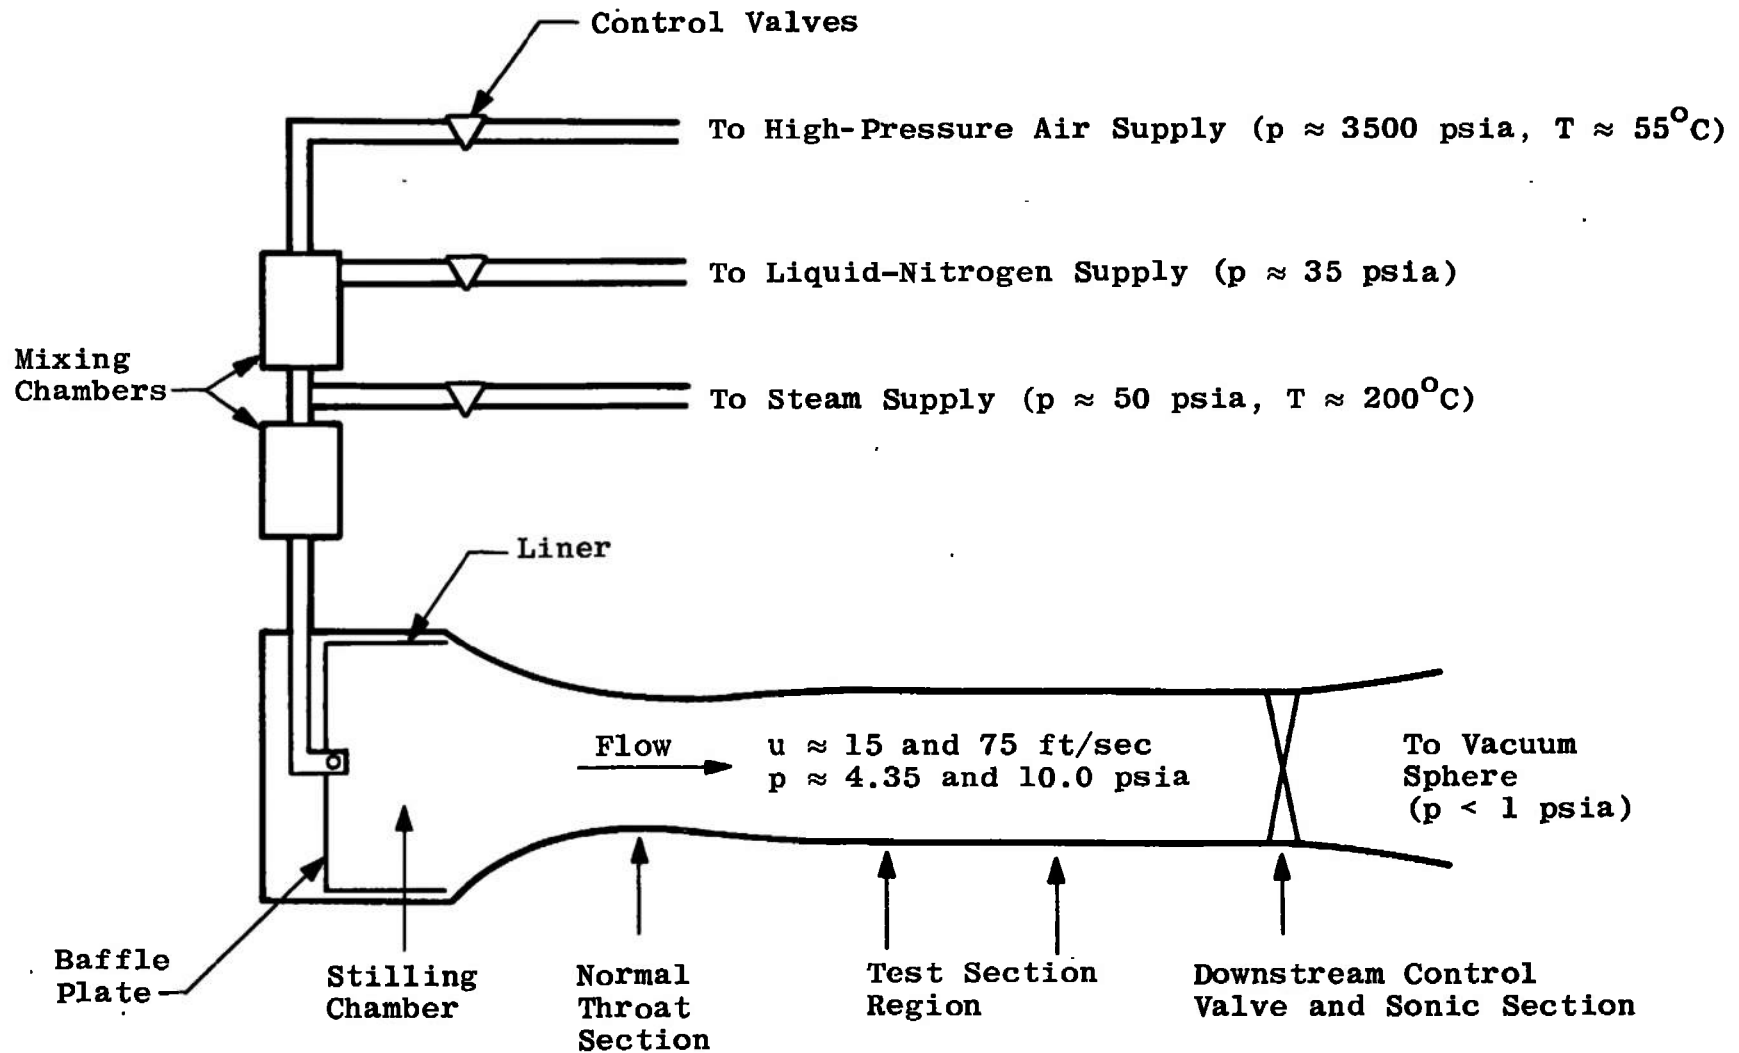 Control Valves
To High-Pressure Air Supply (p ≈ 3500 psia, T ≈ 55°C)
To Liquid-Nitrogen Supply (p ≈ 35 psia)
Mixing
Chambers
To Steam Supply (p ≈ 50 psia, T ≈ 200°C)
Liner
Flow
u ≈ 15 and 75 ft/sec
p ≈ 4.35 and 10.0 psia
To Vacuum
Sphere
(p < 1 psia)
Baffle
Plate
Stilling
Chamber
Normal
Throat
Section
Test Section
Region
Downstream Control
Valve and Sonic Section